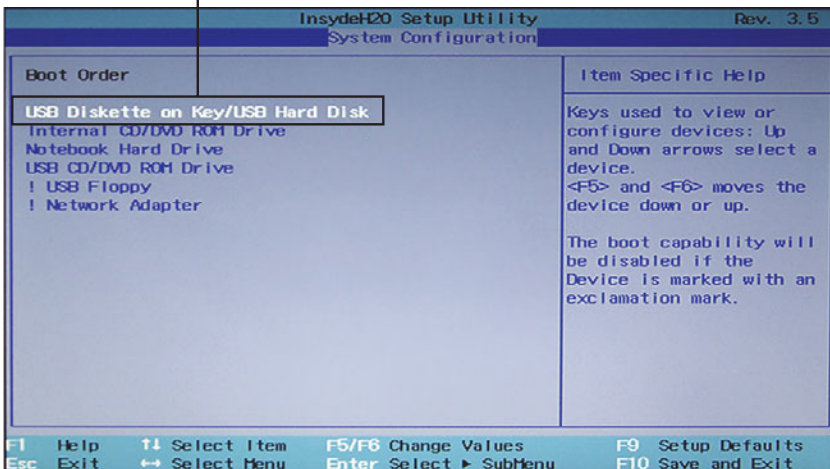 InsydeH2O Setup Utility Rev. 3.5
System Configuration
Boot Order
USB Diskette on Key/USB Hard Disk
Internal CD/DVD ROM Drive
Notebook Hard Drive
USB CD/DVD ROM Drive
! USB Floppy
! Network Adapter
Item Specific Help
Keys used to view or
configure devices: Up
and Down arrows select a
device.
<F5> and <F6> moves the
device down or up.
The boot capability will
be disabled if the
Device is marked with an
exclamation mark.
F1 Help ↑↓ Select Item F5/F6 Change Values F9 Setup Defaults
Esc Exit ↔ Select Menu Enter Select ► SubMenu F10 Save and Exit